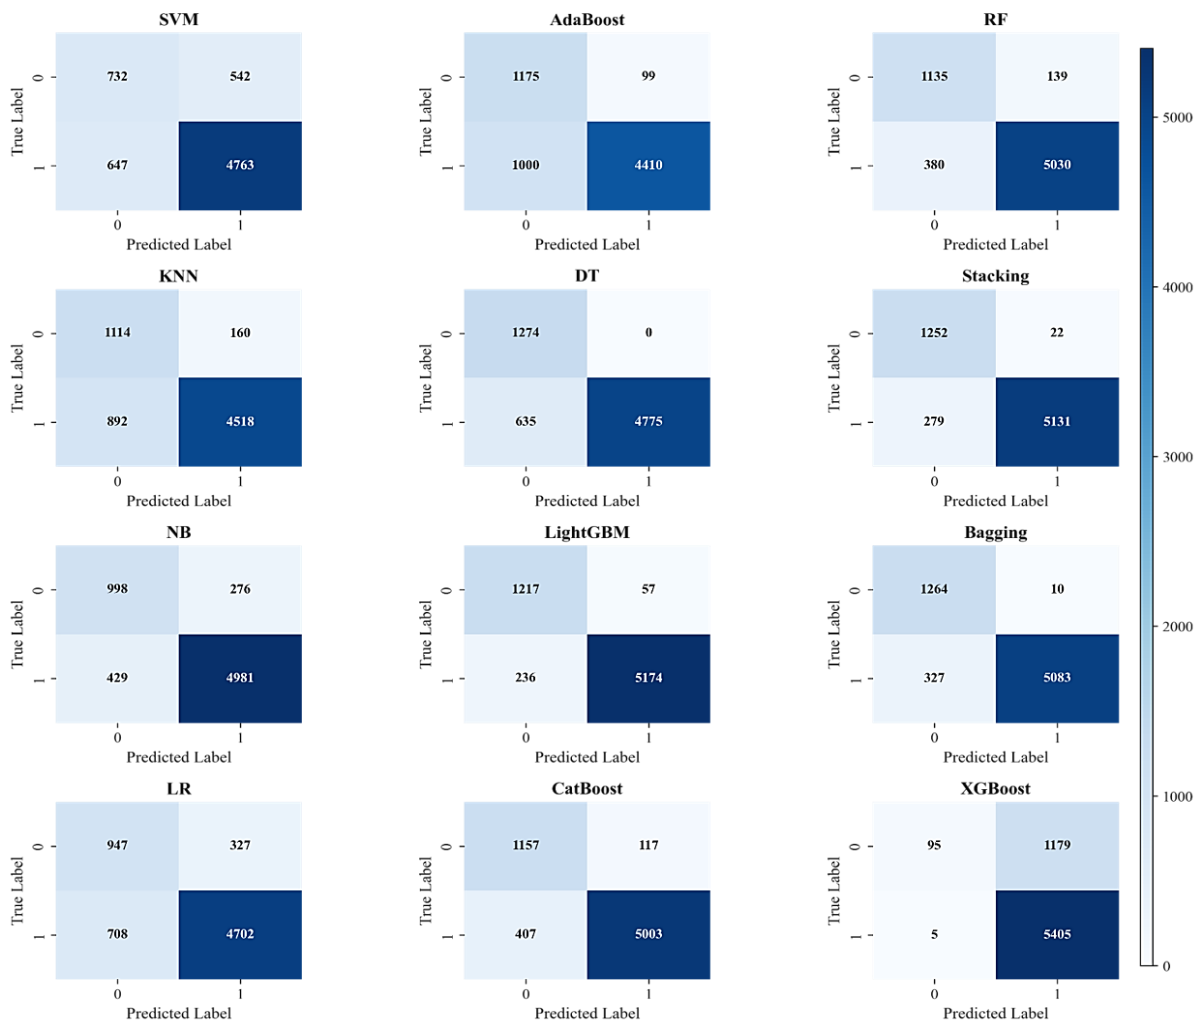 SVM
AdaBoost
RF
True Label
0
1
732
542
647
4763
0
1
Predicted Label
True Label
0
1
1175
99
1000
4410
0
1
Predicted Label
True Label
0
1
1135
139
380
5030
0
1
Predicted Label
KNN
DT
Stacking
True Label
0
1
1114
160
892
4518
0
1
Predicted Label
True Label
0
1
1274
0
635
4775
0
1
Predicted Label
True Label
0
1
1252
22
279
5131
0
1
Predicted Label
NB
LightGBM
Bagging
True Label
0
1
998
276
429
4981
0
1
Predicted Label
True Label
0
1
1217
57
236
5174
0
1
Predicted Label
True Label
0
1
1264
10
327
5083
0
1
Predicted Label
LR
CatBoost
XGBoost
True Label
0
1
947
327
708
4702
0
1
Predicted Label
True Label
0
1
1157
117
407
5003
0
1
Predicted Label
True Label
0
1
95
1179
5
5405
0
1
Predicted Label
5000
4000
3000
2000
1000
0